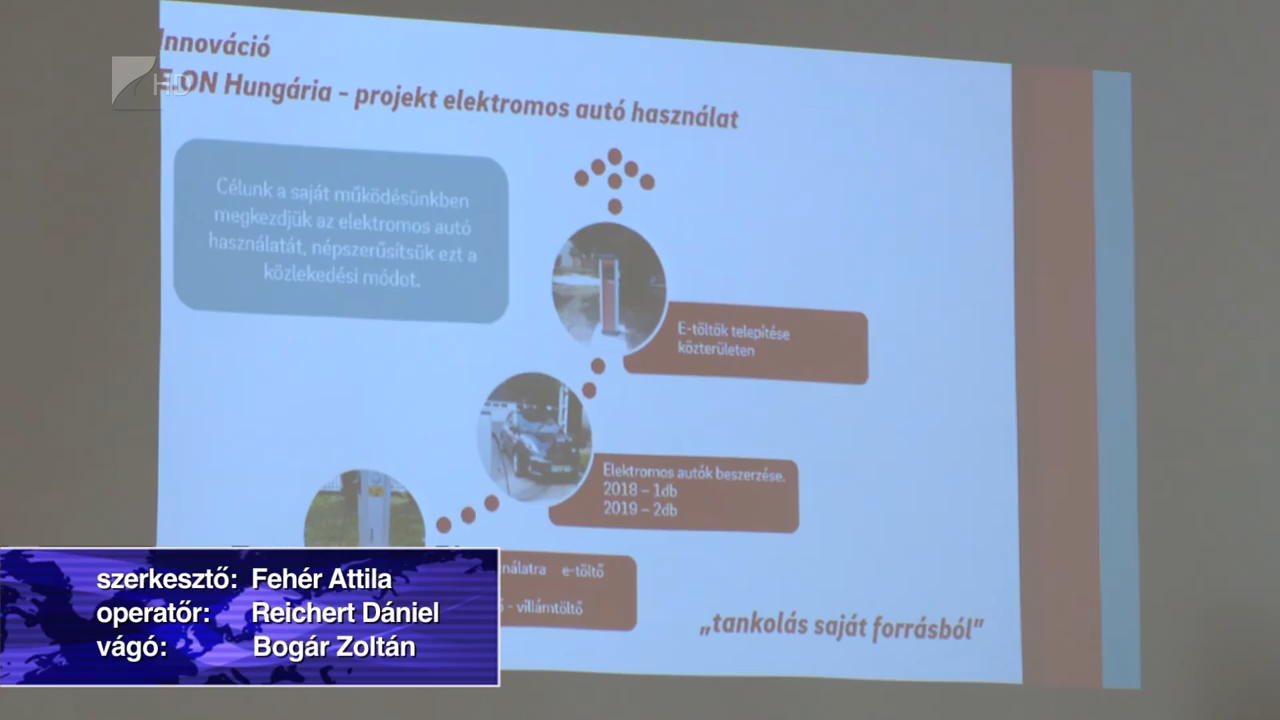 Innováció
HD
E.ON Hungária – projekt elektromos autó használat
Célunk a saját működésünkben
megkezdjük az elektromos autó
használatát, népszerűsítsük ezt a
közlekedési módot.
E-töltök telepítése
közterületen
Elektromos autók beszerzése.
2018 – 1db
2019 – 2db
e-töltő
- villámtöltő
„tankolás saját forrásból”
szerkesztő: Fehér Attila
operatőr: Reichert Dániel
vágó: Bogár Zoltán